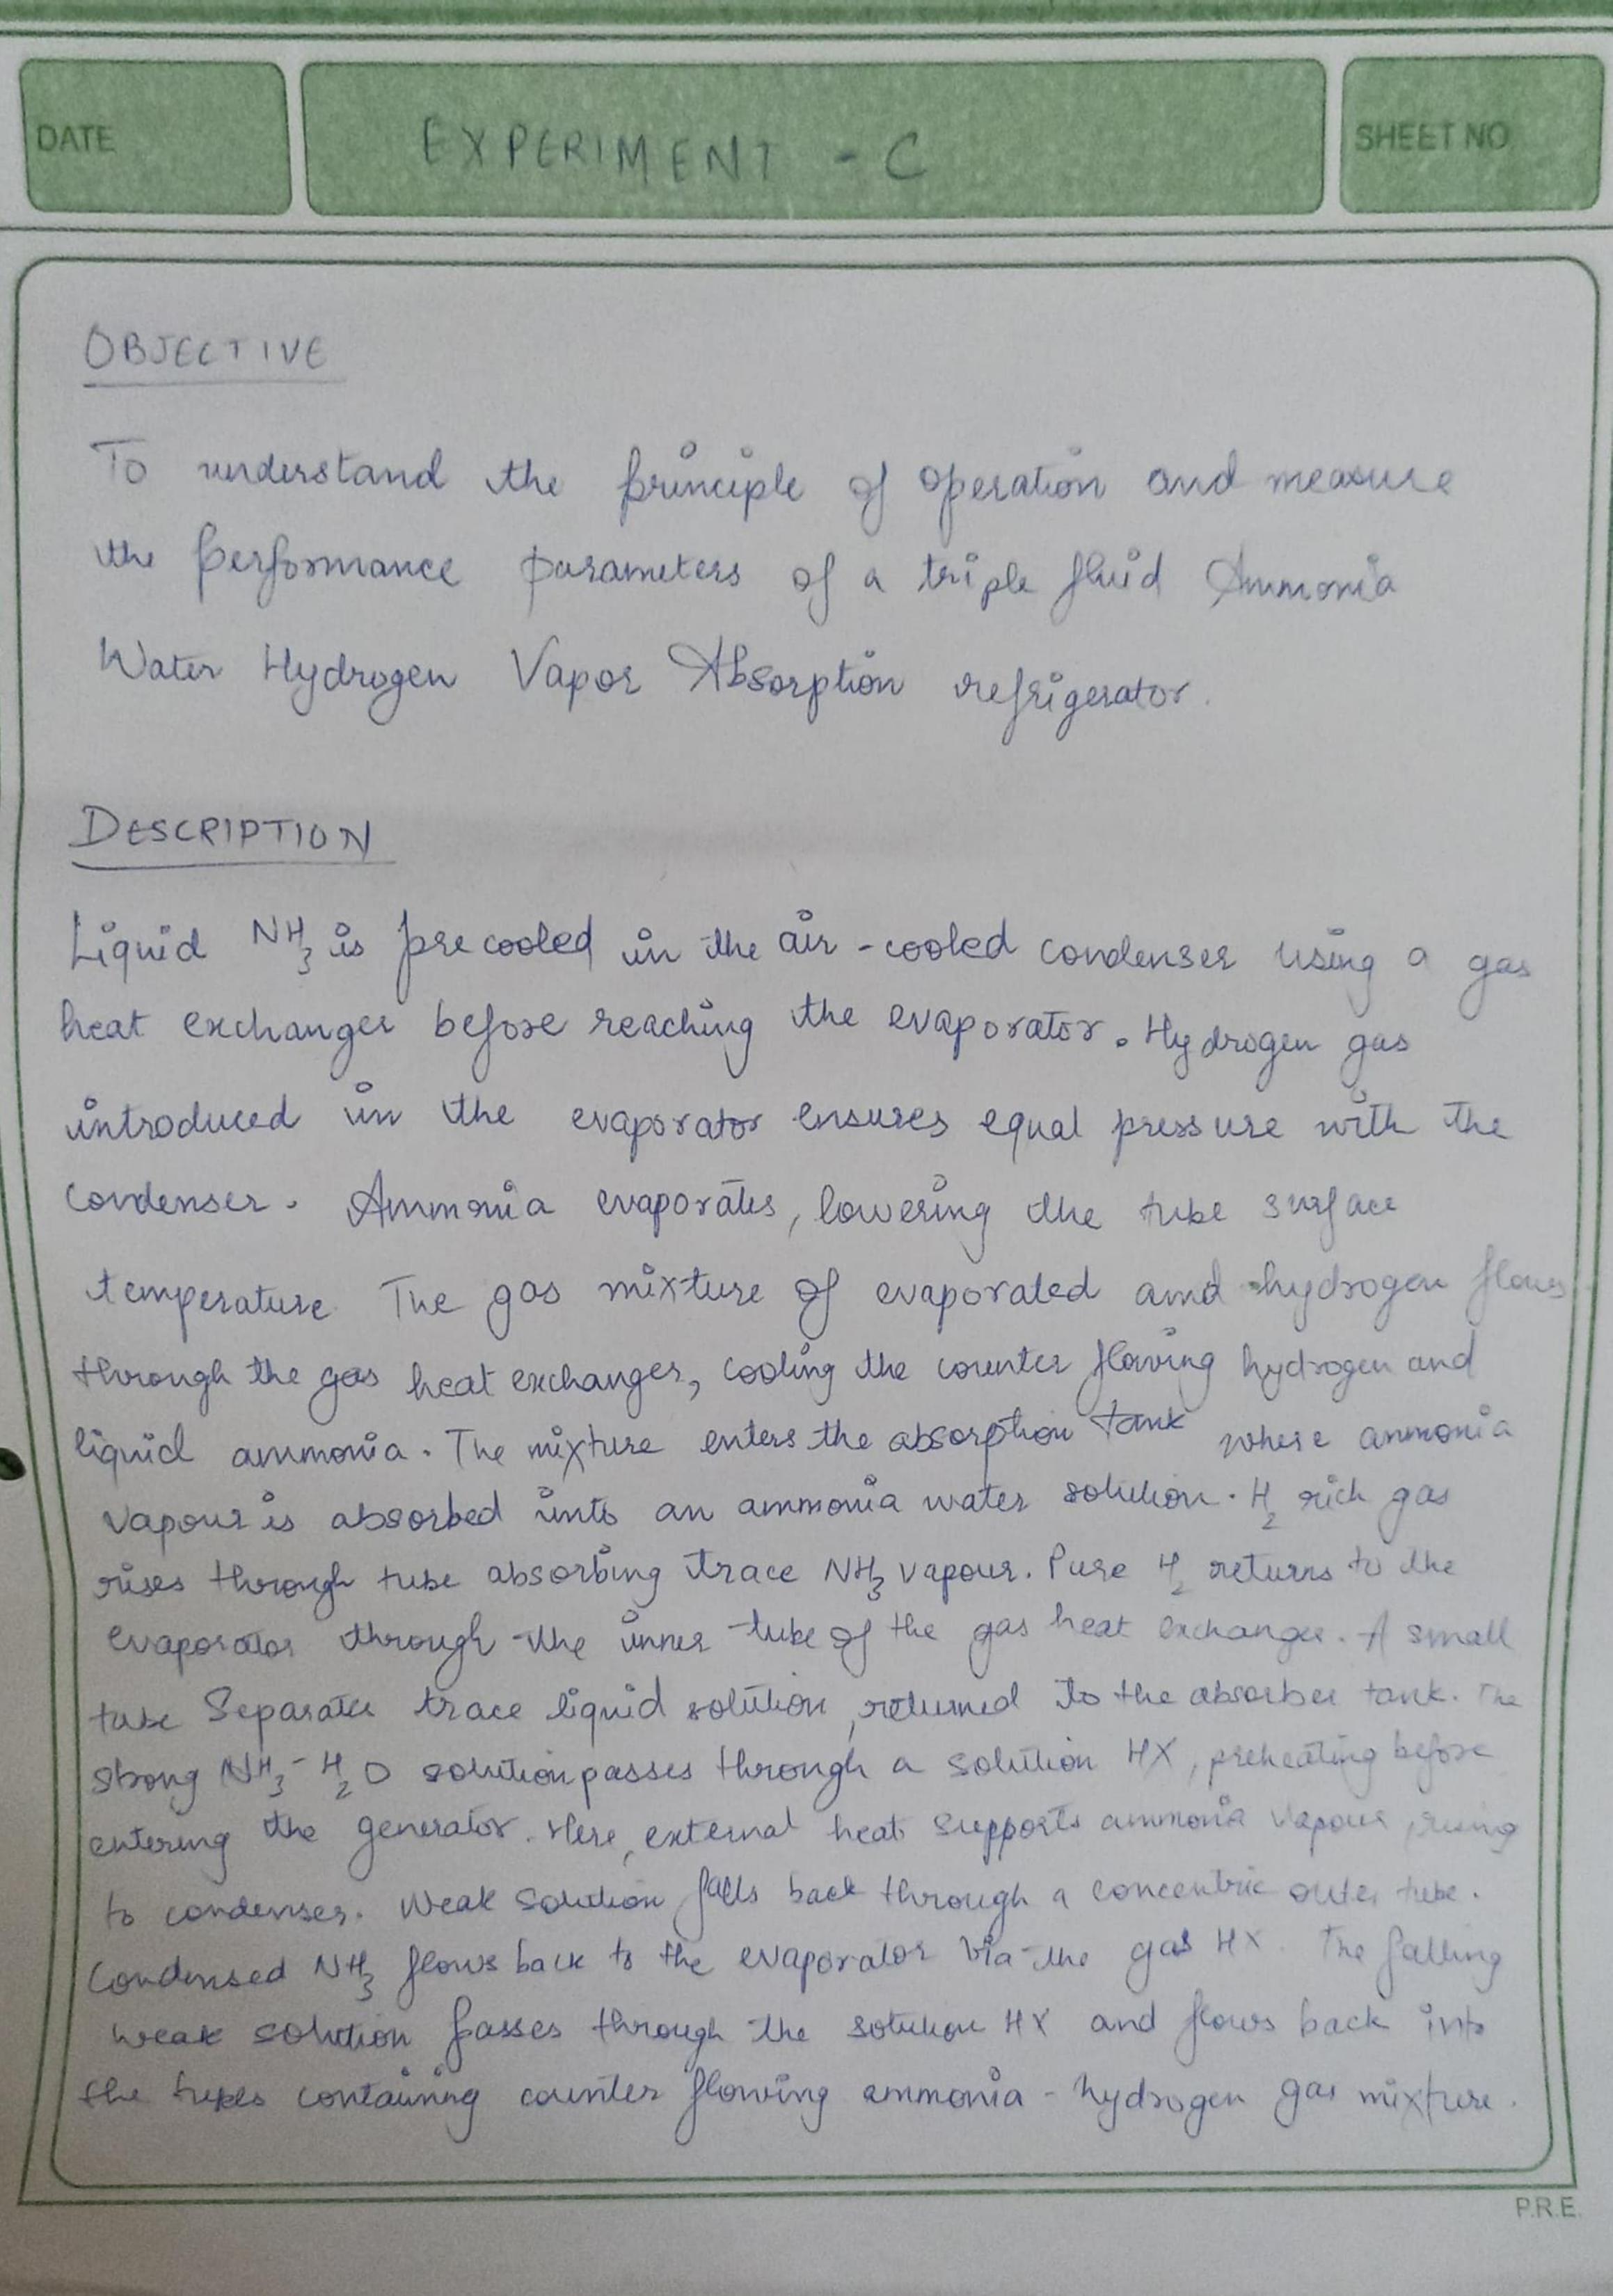 DATE
EXPERIMENT - C
SHEET NO
OBJECTIVE
To understand the principle of operation and measure
the performance parameters of a triple fluid Ammonia
Water Hydrogen Vapor Absorption refrigerator.
DESCRIPTION
Liquid NH3 is precooled in the air-cooled condenser using a gas
heat exchanger before reaching the evaporator. Hydrogen gas
introduced in the evaporator ensures equal pressure with the
condenser. Ammonia evaporates, lowering the tube surface
temperature. The gas mixture of evaporated amd hydrogen flows
through the gas heat exchanger, cooling the counter flowing hydrogen and
liquid ammonia. The mixture enters the absorption tank where ammonia
vapour is absorbed into an ammonia water solution. H2 rich gas
rises through tube absorbing trace NH3 vapour. Pure H2 returns to the
evaporator through the inner tube of the gas heat exchanger. A small
tube separates trace liquid solution, returned to the absorber tank. The
strong NH3-H2O solution passes through a solution HX, preheating before
entering the generator. Here, external heat supports ammonia vapour, rising
to condenser. Weak solution falls back through a concentric outer tube.
Condensed NH3 flows back to the evaporator via the gas HX. The falling
weak solution passes through the solution HX and flows back into
the tubes containing counter flowing ammonia-hydrogen gas mixture.
P.R.E.